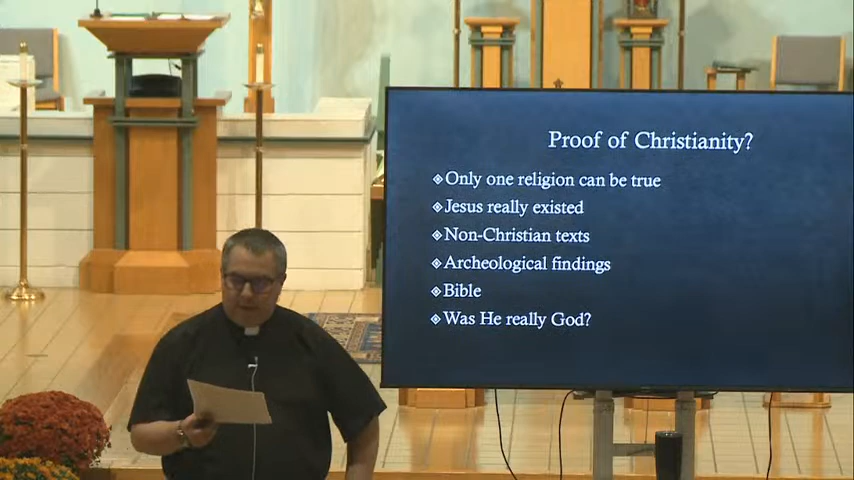 Proof of Christianity?
Only one religion can be true
Jesus really existed
Non-Christian texts
Archeological findings
Bible
Was He really God?